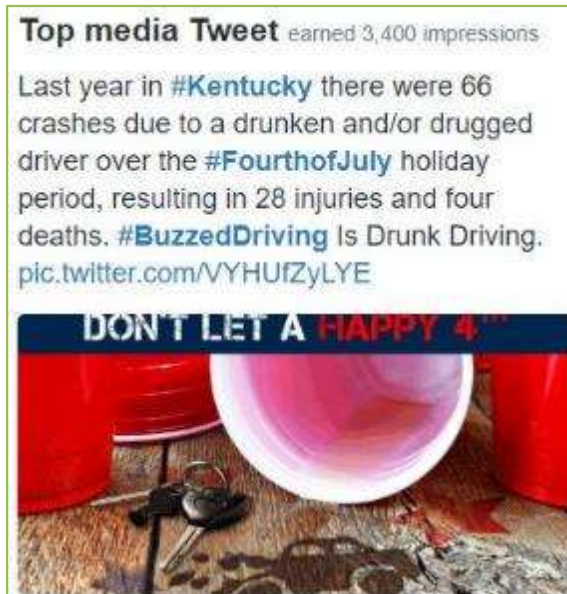 Top media Tweet earned 3,400 impressions
Last year in #Kentucky there were 66
crashes due to a drunken and/or drugged
driver over the #FourthofJuly holiday
period, resulting in 28 injuries and four
deaths. #BuzzedDriving Is Drunk Driving.
pic.twitter.com/VYHUfZyLYE
DON'T LET A HAPPY 4TH